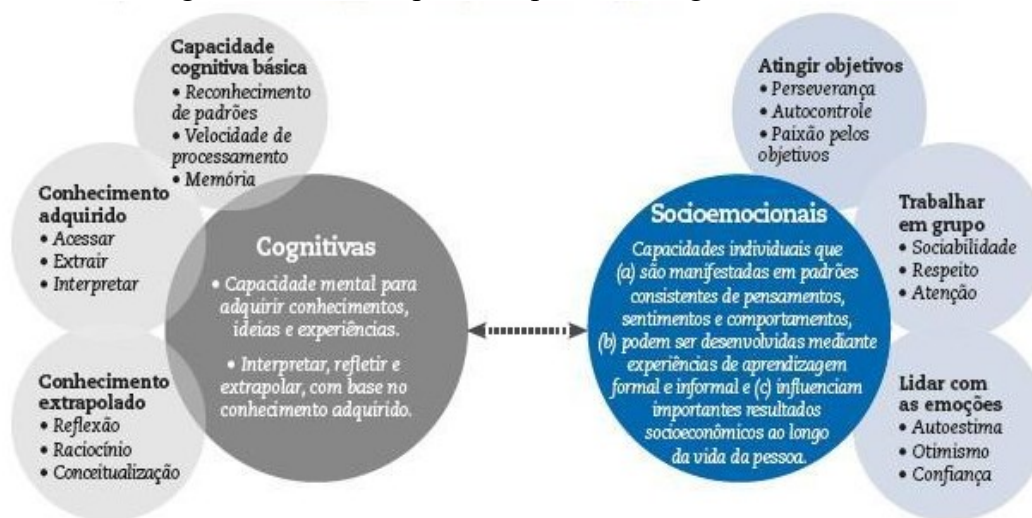 Capacidade
cognitiva básica
• Reconhecimento
de padrões
• Velocidade de
processamento
• Memória
Conhecimento
adquirido
• Acessar
• Extrair
• Interpretar
Conhecimento
extrapolado
• Reflexão
• Raciocínio
• Conceitualização
Cognitivas
• Capacidade mental para
adquirir conhecimentos,
ideias e experiências.
• Interpretar, refletir e
extrapolar, com base no
conhecimento adquirido.
Socioemocionais
Capacidades individuais que
(a) são manifestadas em padrões
consistentes de pensamentos,
sentimentos e comportamentos,
(b) podem ser desenvolvidas mediante
experiências de aprendizagem
formal e informal e (c) influenciam
importantes resultados
socioeconômicos ao longo
da vida da pessoa.
Atingir objetivos
• Perseverança
• Autocontrole
• Paixão pelos
objetivos
Trabalhar
em grupo
• Sociabilidade
• Respeito
• Atenção
Lidar com
as emoções
• Autoestima
• Otimismo
• Confiança